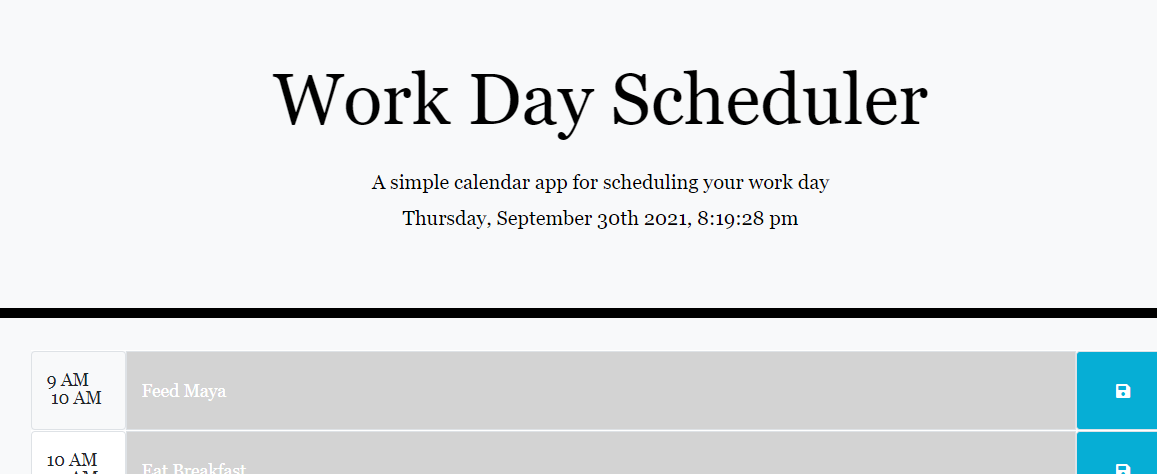 Work Day Scheduler
A simple calendar app for scheduling your work day
Thursday, September 30th 2021, 8:19:28 pm
9 AM
10 AM
Feed Maya
10 AM
AM
Eat Breakfast